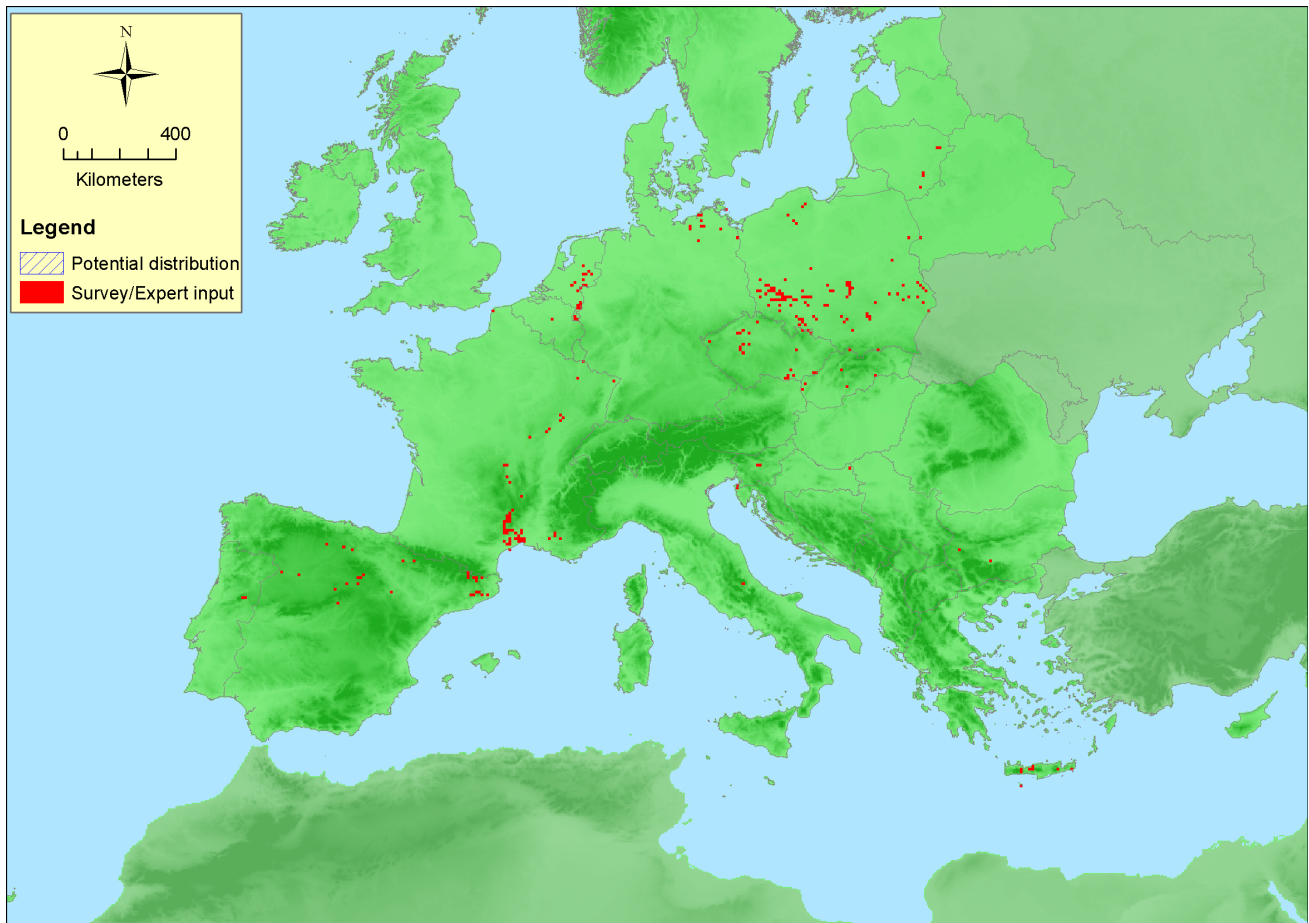 N
0 400
Kilometers
Legend
Potential distribution
Survey/Expert input